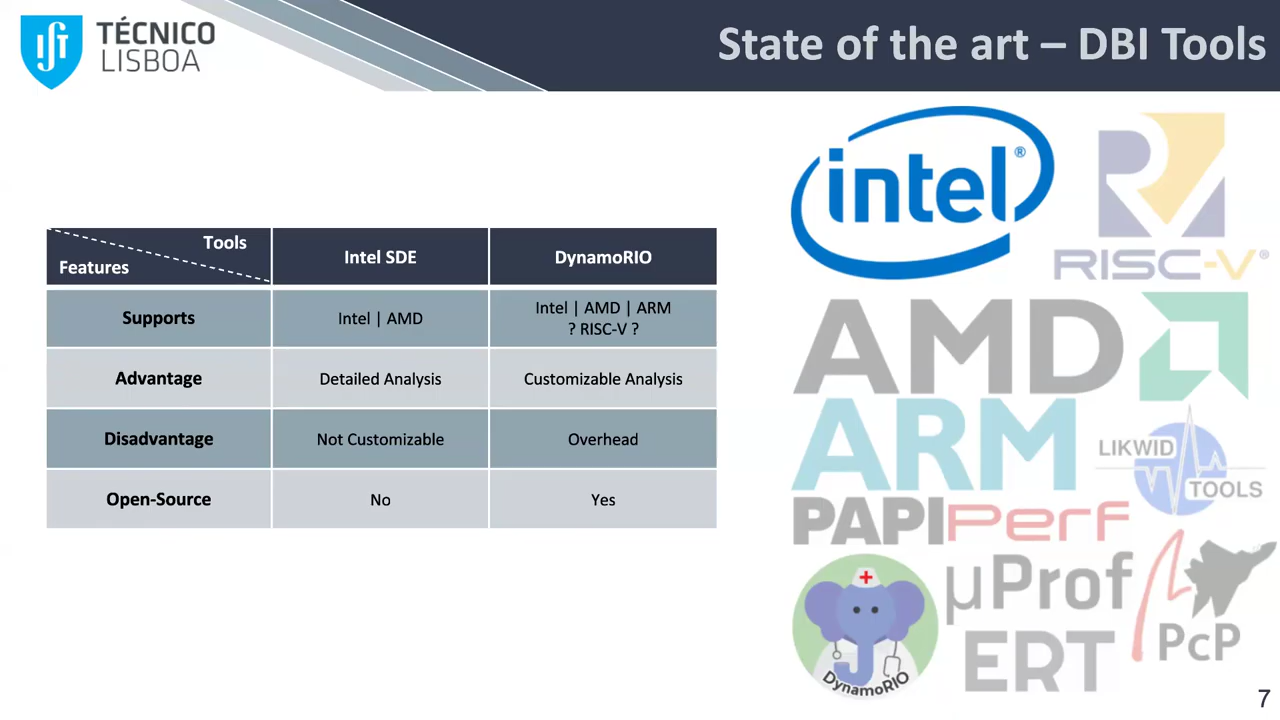 TÉCNICO
LISBOA
State of the art – DBI Tools
Tools
Features
Intel SDE
DynamoRIO
Supports
Intel | AMD
Intel | AMD | ARM
? RISC-V ?
Advantage
Detailed Analysis
Customizable Analysis
Disadvantage
Not Customizable
Overhead
Open-Source
No
Yes
intel®
RISC-V®
AMD
ARM
LIKWID
TOOLS
PAPI
Perf
DynamoRIO
µProf
ERT
PcP
7